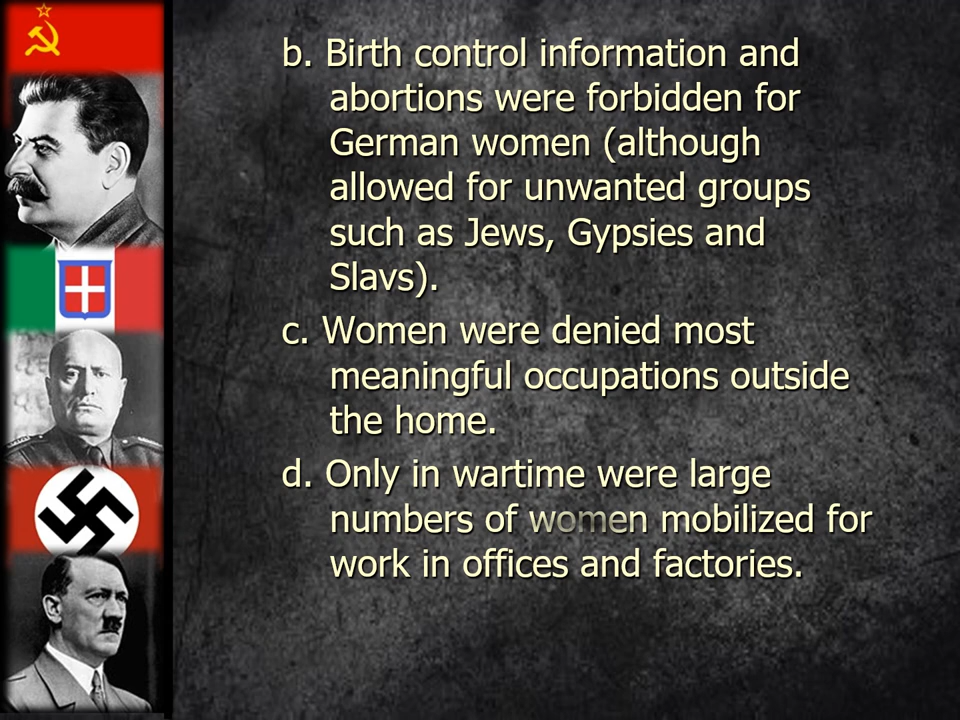 b. Birth control information and
abortions were forbidden for
German women (although
allowed for unwanted groups
such as Jews, Gypsies and
Slavs).
c. Women were denied most
meaningful occupations outside
the home.
d. Only in wartime were large
numbers of women mobilized for
work in offices and factories.